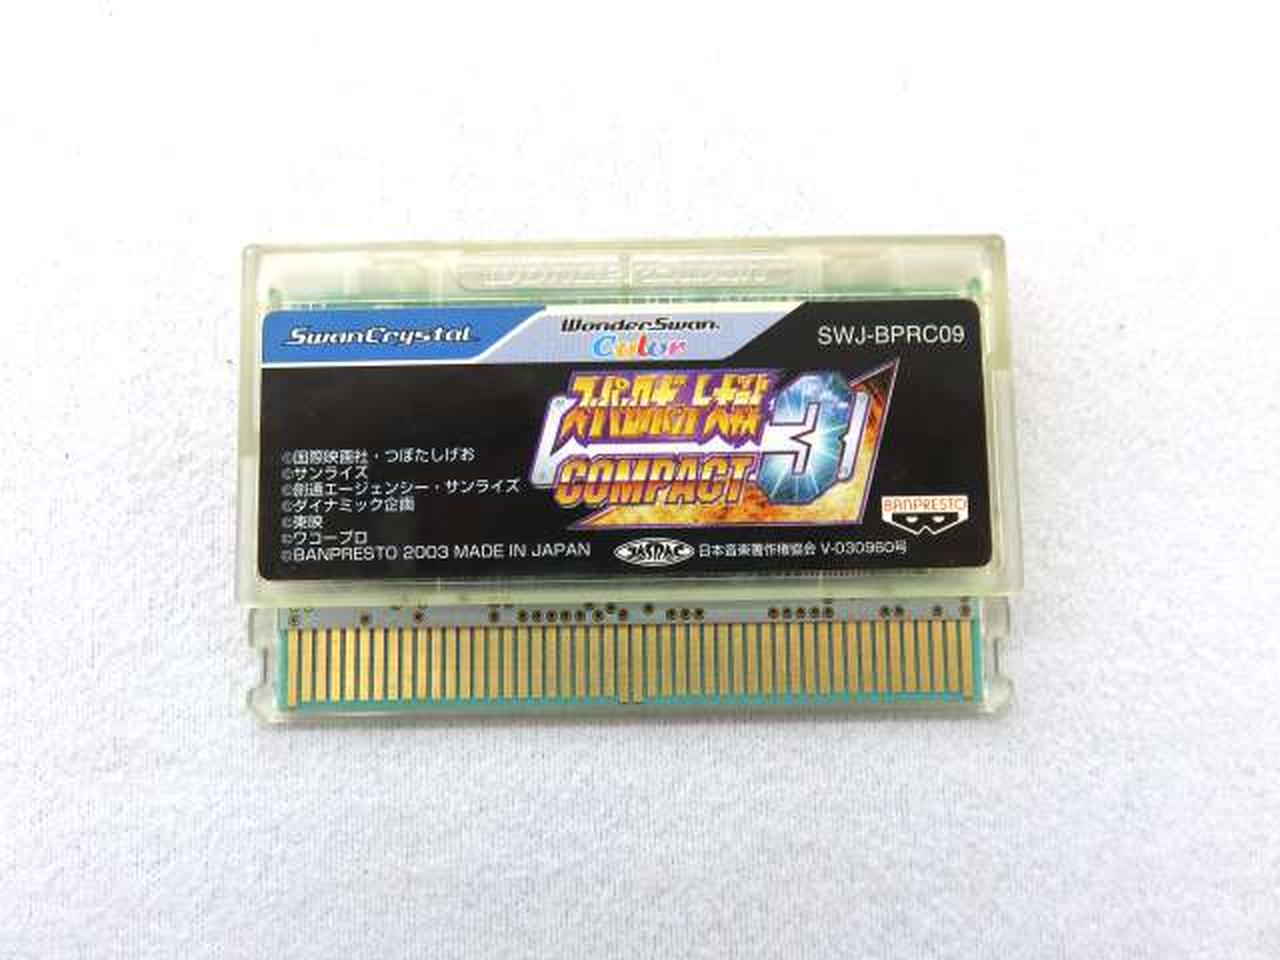 SwanCrystal
WonderSwan
Color
SWJ-BPRC09
スーパーロボット大戦
COMPACT 3
©国際映画社・つぼたしげお
©サンライズ
©創通エージェンシー・サンライズ
©ダイナミック企画
©東映
©ワコープロ
©BANPRESTO 2003 MADE IN JAPAN
BANPRESTO
JASRAC
日本音楽著作権協会 V-030960号